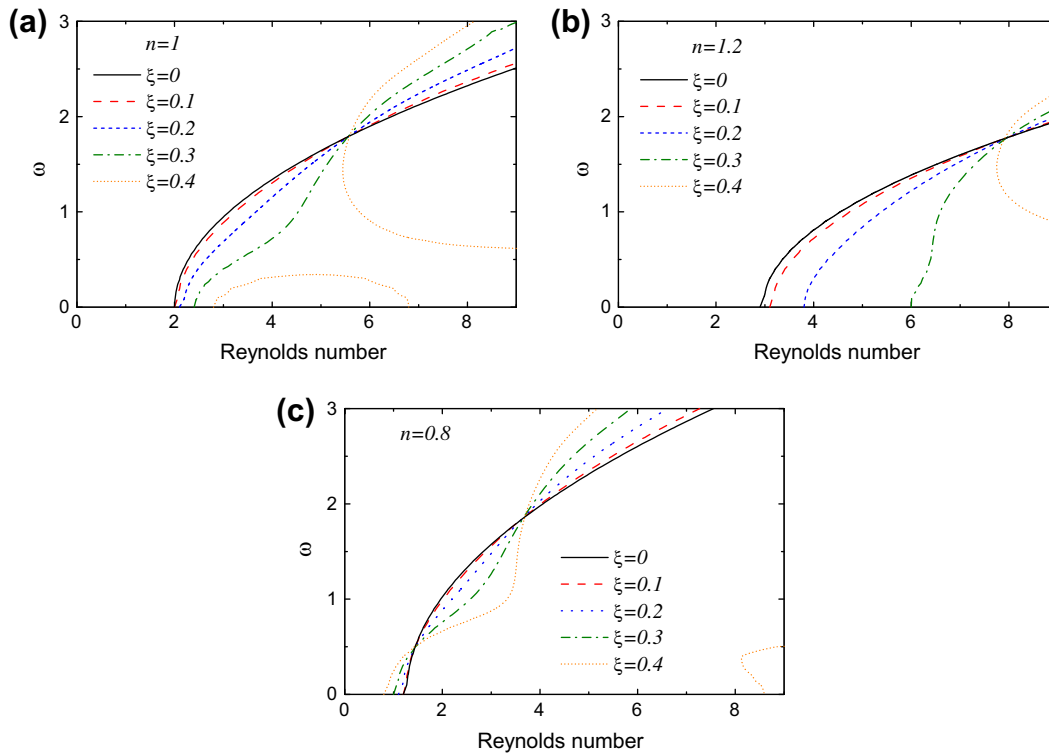 (a)
n=1
ξ=0
ξ=0.1
ξ=0.2
ξ=0.3
ξ=0.4
ω
3
2
1
0
0 2 4 6 8
Reynolds number
(b)
n=1.2
ξ=0
ξ=0.1
ξ=0.2
ξ=0.3
ξ=0.4
ω
3
2
1
0
0 2 4 6 8
Reynolds number
(c)
n=0.8
ξ=0
ξ=0.1
ξ=0.2
ξ=0.3
ξ=0.4
ω
3
2
1
0
0 2 4 6 8
Reynolds number